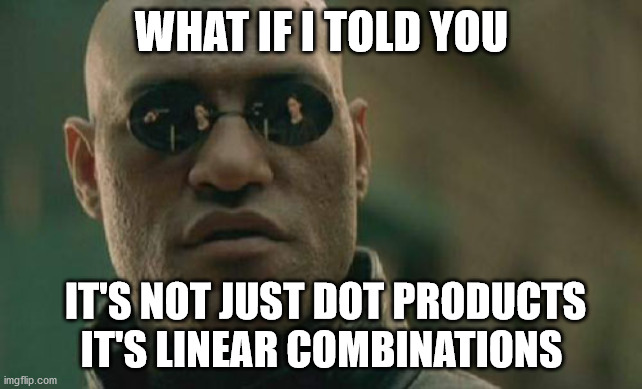 WHAT IF I TOLD YOU
IT'S NOT JUST DOT PRODUCTS
IT'S LINEAR COMBINATIONS
imgflip.com